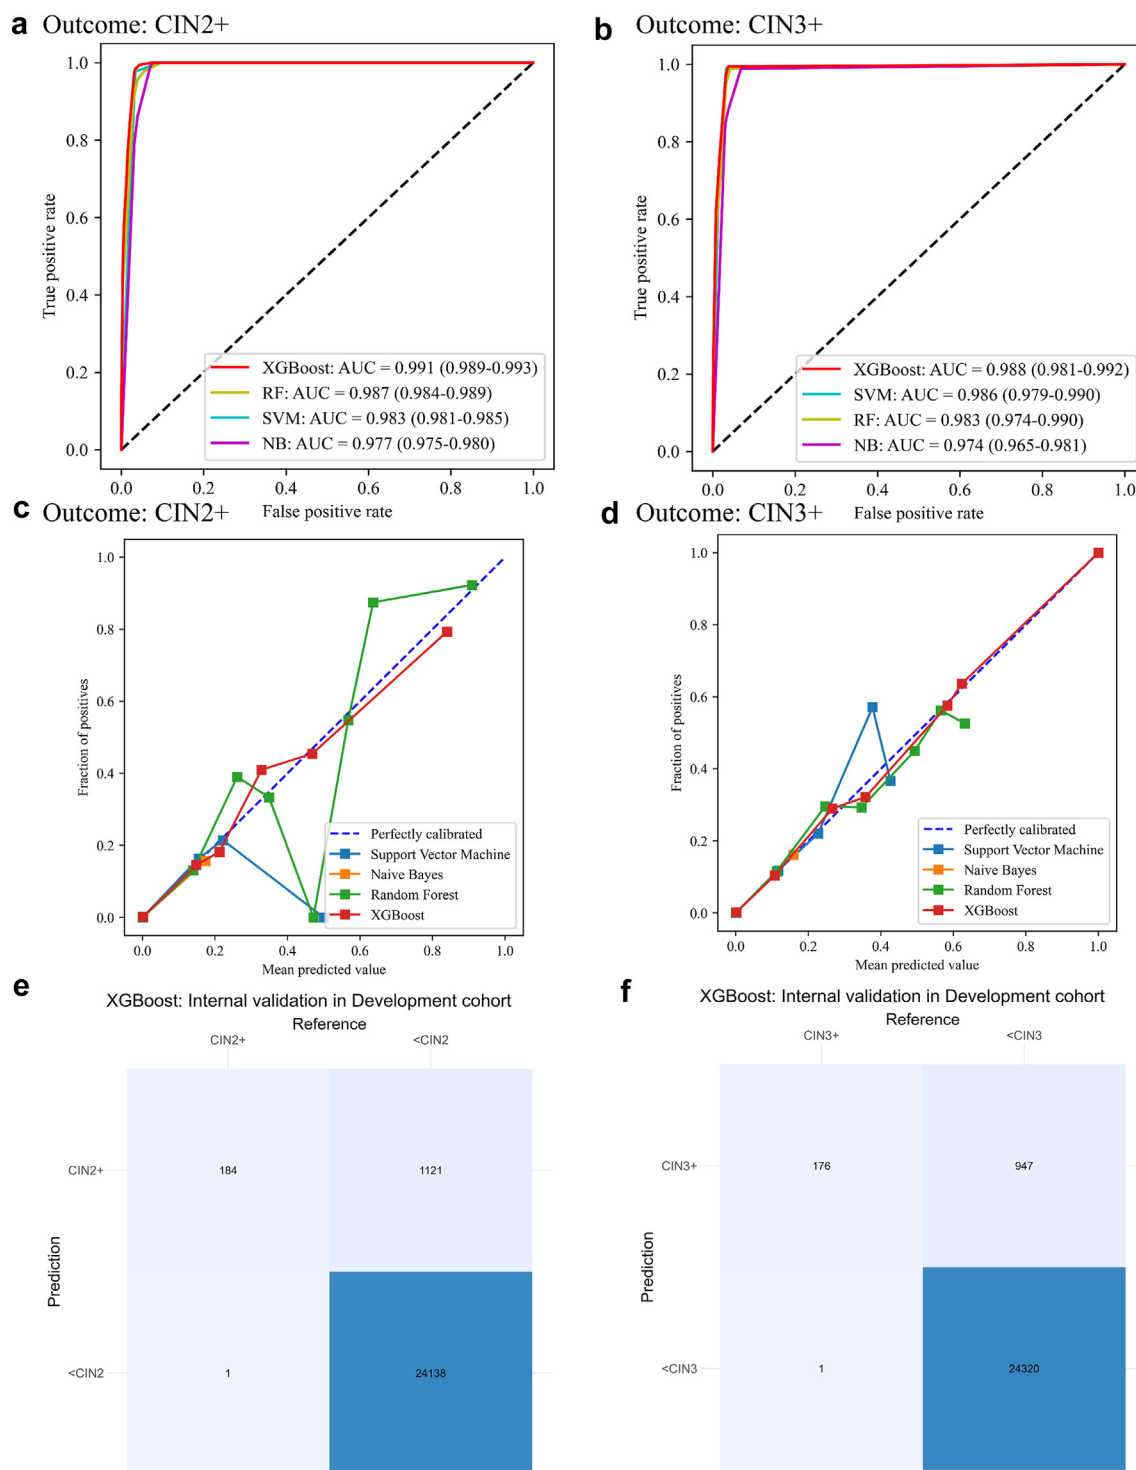 a Outcome: CIN2+
1.0
0.8
0.6
0.4
0.2
0.0
True positive rate
XGBoost: AUC = 0.991 (0.989-0.993)
RF: AUC = 0.987 (0.984-0.989)
SVM: AUC = 0.983 (0.981-0.985)
NB: AUC = 0.977 (0.975-0.980)
0.0 0.2 0.4 0.6 0.8 1.0
False positive rate
b Outcome: CIN3+
1.0
0.8
0.6
0.4
0.2
0.0
True positive rate
XGBoost: AUC = 0.988 (0.981-0.992)
SVM: AUC = 0.986 (0.979-0.990)
RF: AUC = 0.983 (0.974-0.990)
NB: AUC = 0.974 (0.965-0.981)
0.0 0.2 0.4 0.6 0.8 1.0
False positive rate
c Outcome: CIN2+
1.0
0.8
0.6
0.4
0.2
0.0
Fraction of positives
Perfectly calibrated
Support Vector Machine
Naive Bayes
Random Forest
XGBoost
0.0 0.2 0.4 0.6 0.8 1.0
Mean predicted value
d Outcome: CIN3+
1.0
0.8
0.6
0.4
0.2
0.0
Fraction of positives
Perfectly calibrated
Support Vector Machine
Naive Bayes
Random Forest
XGBoost
0.0 0.2 0.4 0.6 0.8 1.0
Mean predicted value
e
XGBoost: Internal validation in Development cohort
Reference
CIN2+ <CIN2
CIN2+ 184 1121
Prediction
<CIN2 1 24138
f
XGBoost: Internal validation in Development cohort
Reference
CIN3+ <CIN3
CIN3+ 176 947
Prediction
<CIN3 1 24320